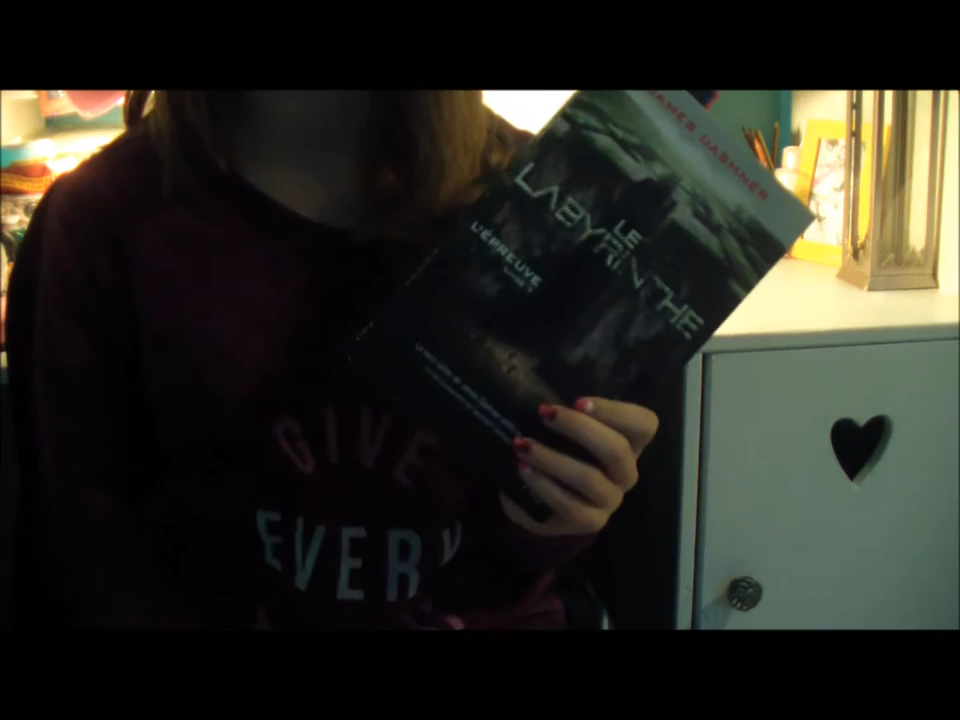 JAMES DASHNER
LE
LABYRINTHE
L'ÉPREUVE
GIVE
EVERY